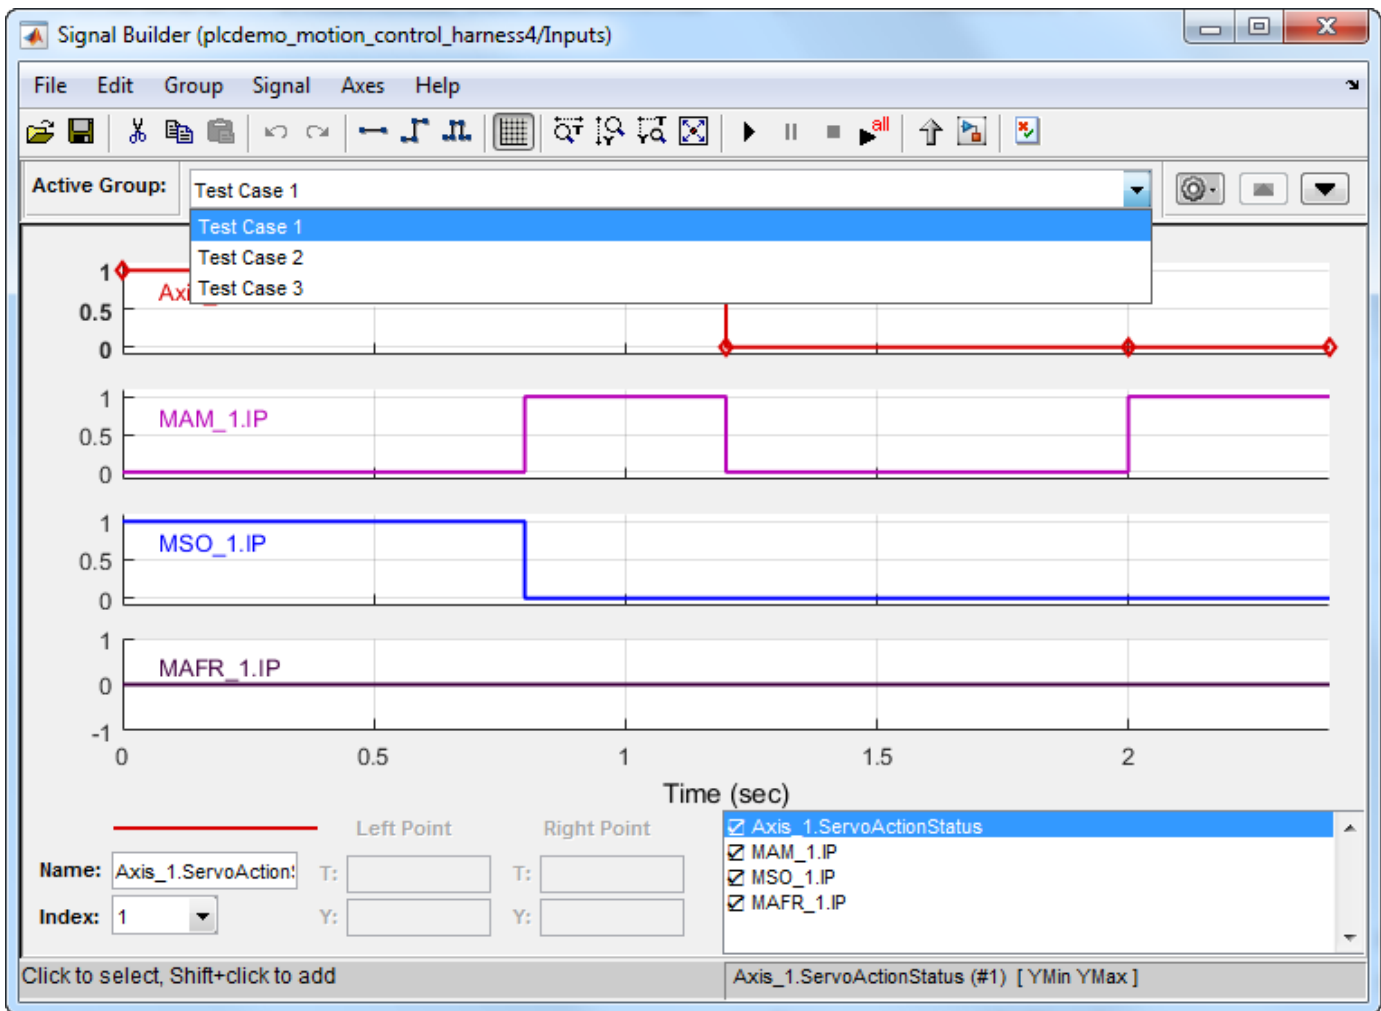 Signal Builder (plcdemo_motion_control_harness4/Inputs)
File Edit Group Signal Axes Help
all
Active Group: Test Case 1
Test Case 1
Test Case 2
Test Case 3
1
Axi
0.5
0
1
MAM_1.IP
0.5
0
1
MSO_1.IP
0.5
0
1
MAFR_1.IP
0
-1
0 0.5 1 1.5 2
Time (sec)
Left Point Right Point
Name: Axis_1.ServoAction T: T:
Index: 1 Y: Y:
Axis_1.ServoActionStatus
MAM_1.IP
MSO_1.IP
MAFR_1.IP
Click to select, Shift+click to add
Axis_1.ServoActionStatus (#1) [ YMin YMax ]